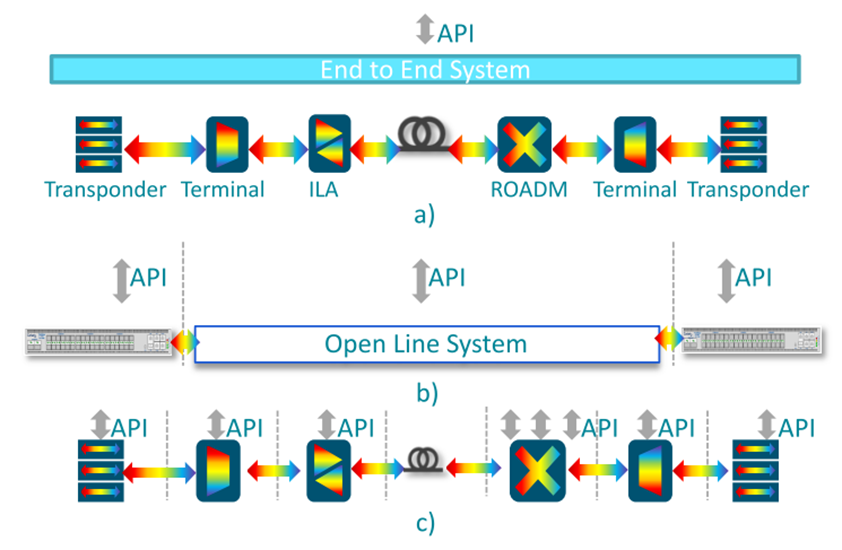 API
End to End System
Transponder Terminal ILA ROADM Terminal Transponder
a)
API API API
Open Line System
b)
API API API API API API
c)